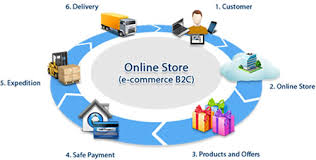 6. Delivery
1. Customer
Online Store
(e-commerce B2C)
5. Expedition
2. Online Store
4. Safe Payment
3. Products and Offers